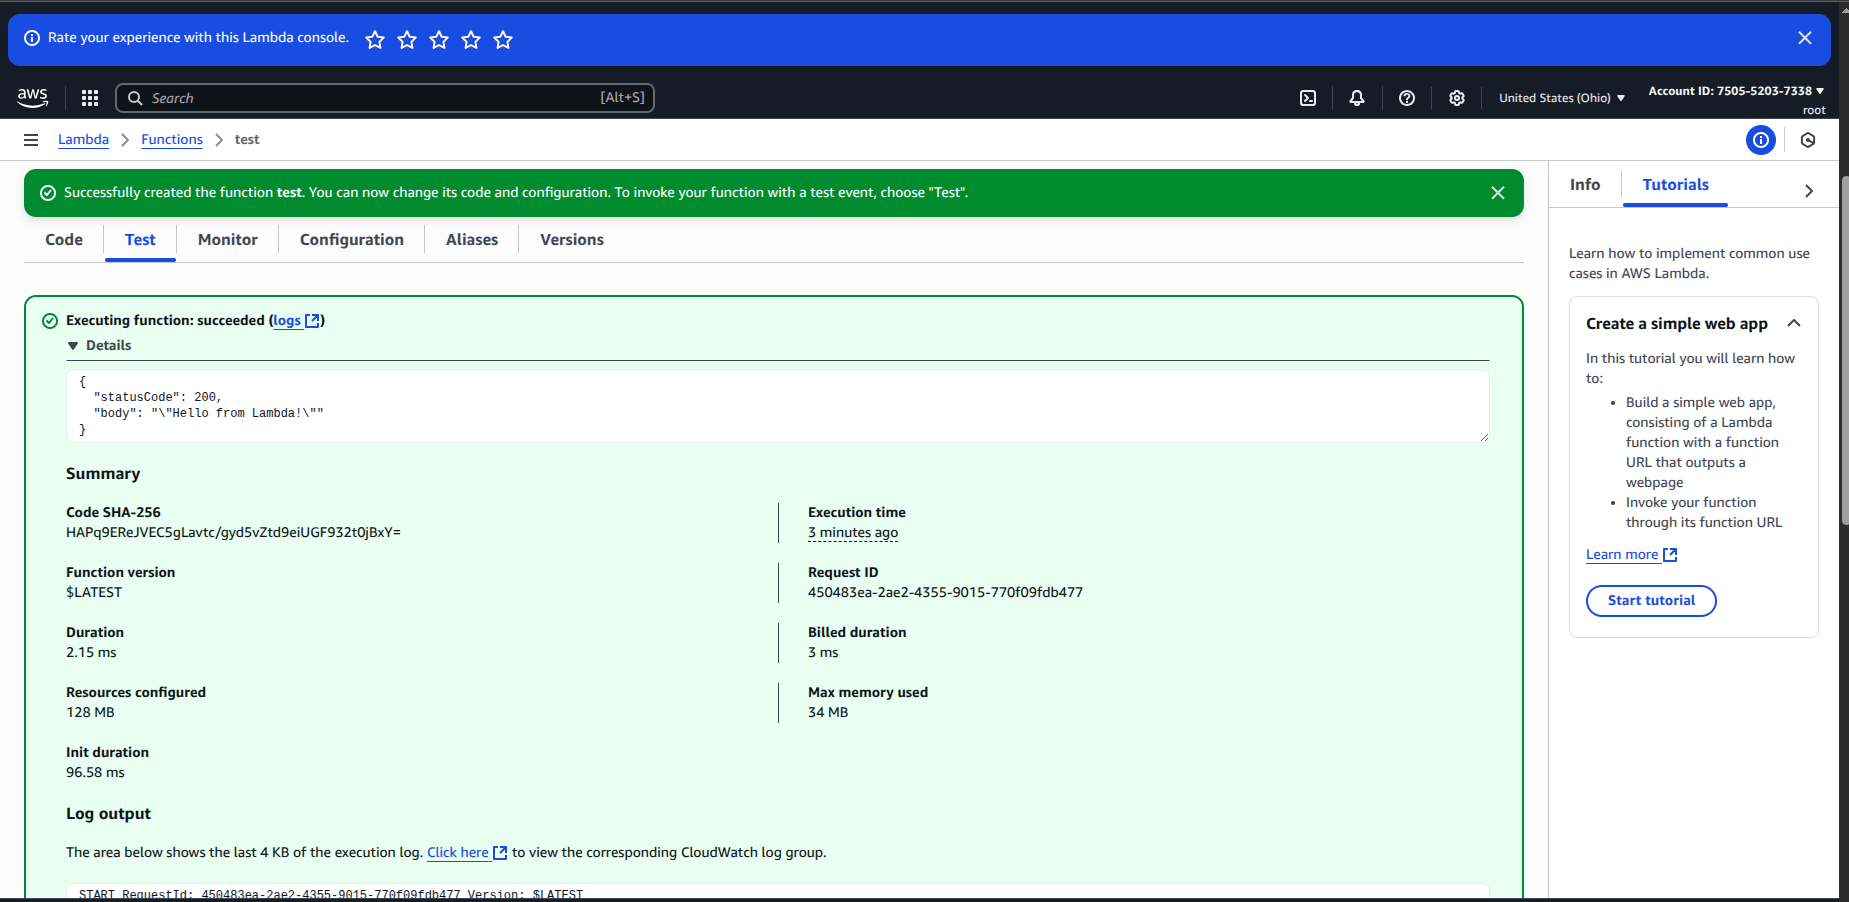 Rate your experience with this Lambda console.
aws
Search [Alt+S]
United States (Ohio)
Account ID: 7505-5203-7338
root
Lambda
Functions
test
Successfully created the function test. You can now change its code and configuration. To invoke your function with a test event, choose "Test".
Code
Test
Monitor
Configuration
Aliases
Versions
Executing function: succeeded (logs)
Details
{
"statusCode": 200,
"body": "\"Hello from Lambda!\""
}
Summary
Code SHA-256
HAPq9EReJVEC5gLavtc/gyd5vZtd9eiUGF932t0jBxY=
Execution time
3 minutes ago
Function version
$LATEST
Request ID
450483ea-2ae2-4355-9015-770f09fdb477
Duration
2.15 ms
Billed duration
3 ms
Resources configured
128 MB
Max memory used
34 MB
Init duration
96.58 ms
Log output
The area below shows the last 4 KB of the execution log. Click here to view the corresponding CloudWatch log group.
START RequestId: 450483ea-2ae2-4355-9015-770f09fdb477 Version: $LATEST
Info
Tutorials
Learn how to implement common use
cases in AWS Lambda.
Create a simple web app
In this tutorial you will learn how
to:
• Build a simple web app,
consisting of a Lambda
function with a function
URL that outputs a
webpage
• Invoke your function
through its function URL
Learn more
Start tutorial